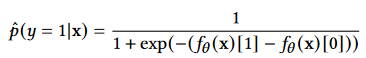 p̂(y = 1|x) = 1 / (1 + exp(−(f_θ(x)[1] − f_θ(x)[0])))